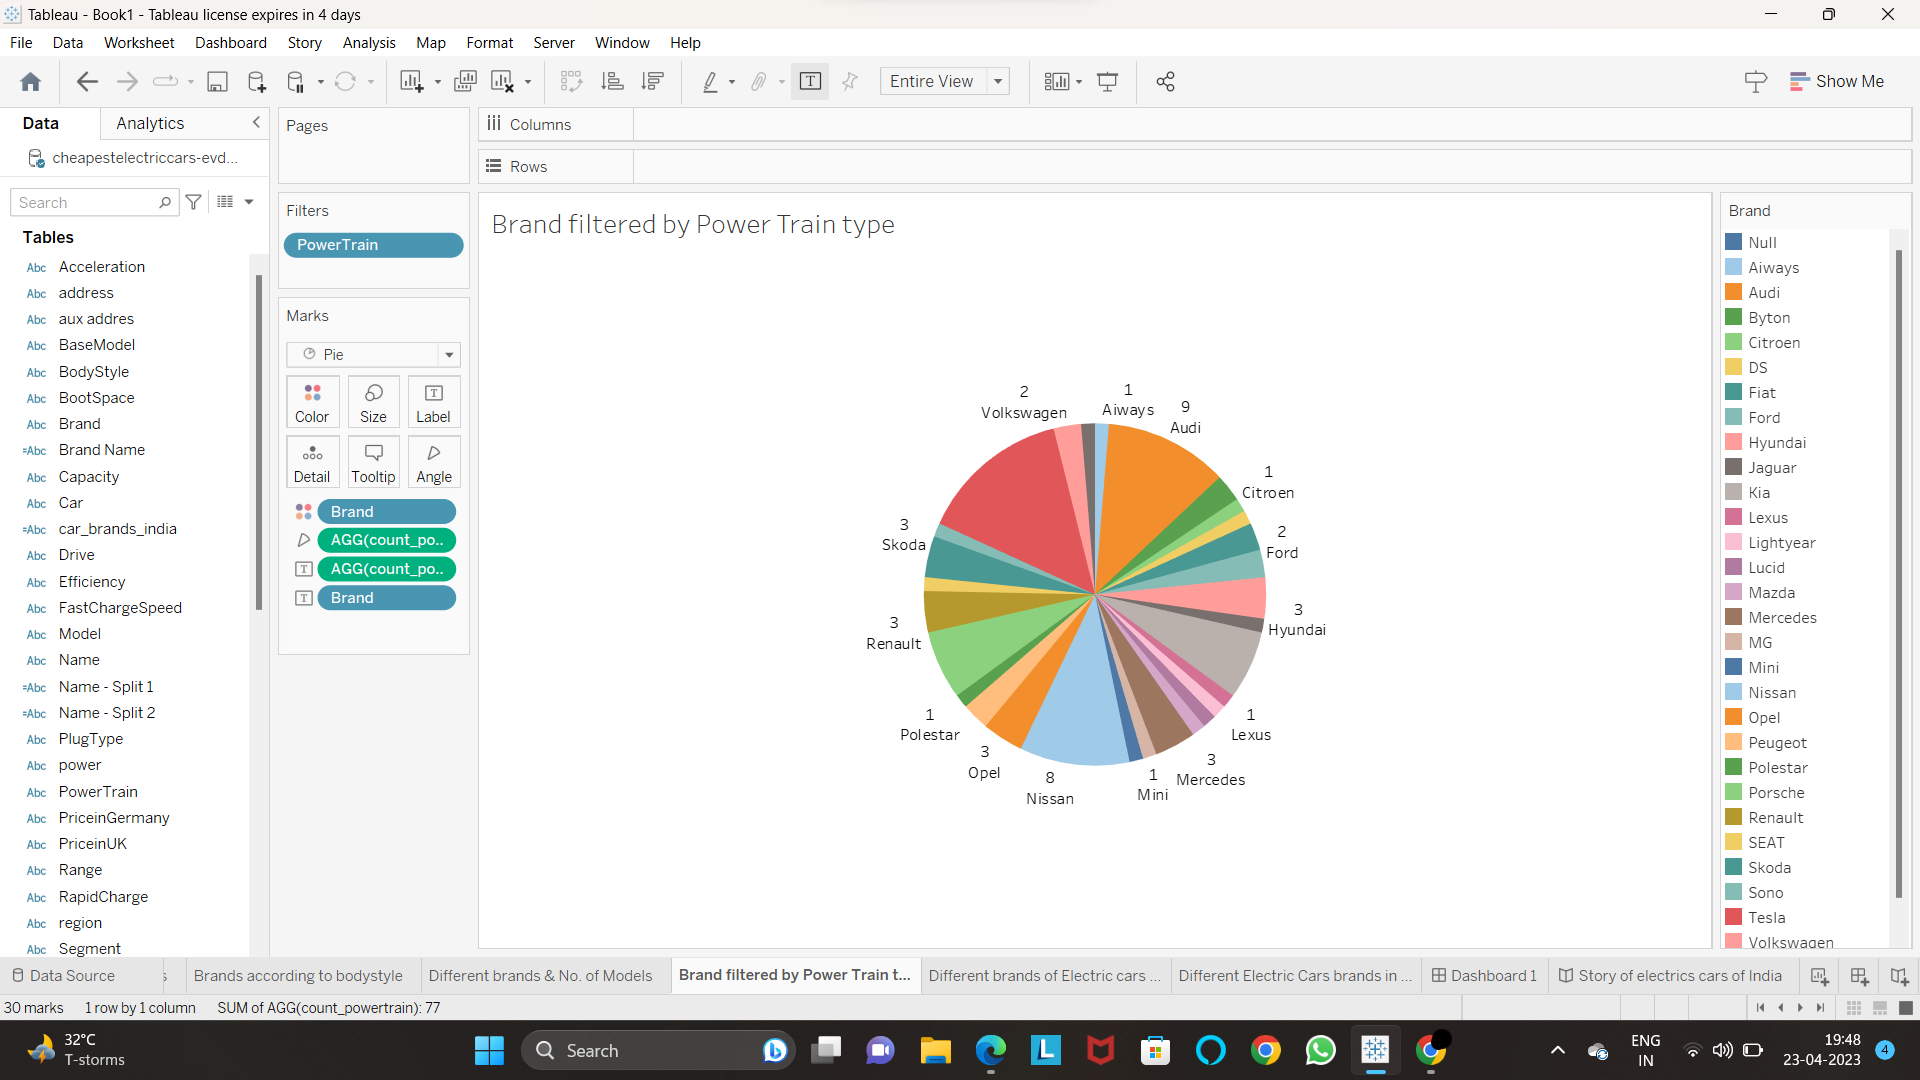 Tableau - Book1 - Tableau license expires in 4 days
File Data Worksheet Dashboard Story Analysis Map Format Server Window Help
Entire View
Show Me
Data Analytics
cheapestelectriccars-evd...
Search
Tables
Abc Acceleration
Abc address
Abc aux addres
Abc BaseModel
Abc BodyStyle
Abc BootSpace
Abc Brand
=Abc Brand Name
Abc Capacity
Abc Car
=Abc car_brands_india
Abc Drive
Abc Efficiency
Abc FastChargeSpeed
Abc Model
Abc Name
=Abc Name - Split 1
=Abc Name - Split 2
Abc PlugType
Abc power
Abc PowerTrain
Abc PriceinGermany
Abc PriceinUK
Abc Range
Abc RapidCharge
Abc region
Abc Segment
Pages
Filters
PowerTrain
Marks
Pie
Color Size Label
Detail Tooltip Angle
Brand
AGG(count_po..
AGG(count_po..
Brand
Columns
Rows
Brand filtered by Power Train type
2
Volkswagen
1
Aiways
9
Audi
1
Citroen
2
Ford
3
Hyundai
1
Lexus
3
Mercedes
1
Mini
8
Nissan
3
Opel
1
Polestar
3
Renault
3
Skoda
Brand
Null
Aiways
Audi
Byton
Citroen
DS
Fiat
Ford
Hyundai
Jaguar
Kia
Lexus
Lightyear
Lucid
Mazda
Mercedes
MG
Mini
Nissan
Opel
Peugeot
Polestar
Porsche
Renault
SEAT
Skoda
Sono
Tesla
Volkswagen
Data Source s Brands according to bodystyle Different brands & No. of Models Brand filtered by Power Train t... Different brands of Electric cars ... Different Electric Cars brands in ... Dashboard 1 Story of electrics cars of India
30 marks 1 row by 1 column SUM of AGG(count_powertrain): 77
32°C
T-storms
Search
ENG
IN
19:48
23-04-2023
4